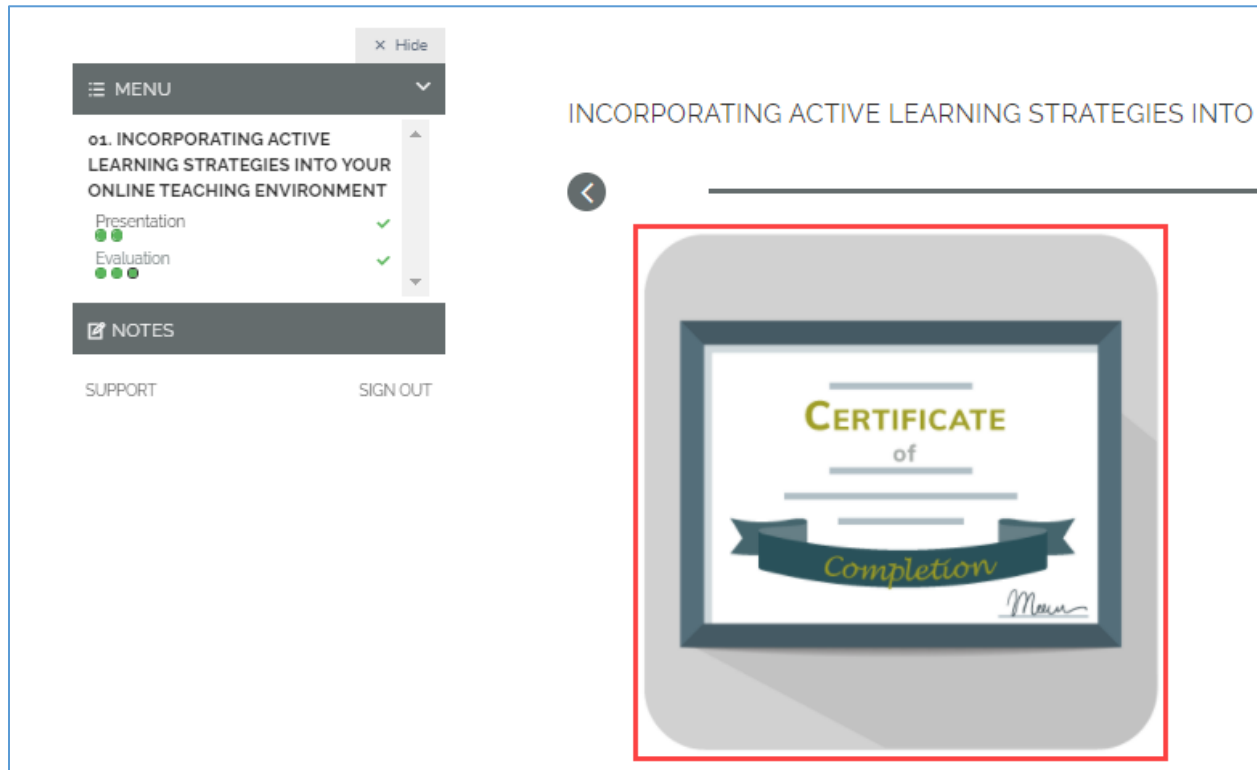 × Hide
MENU
01. INCORPORATING ACTIVE
LEARNING STRATEGIES INTO YOUR
ONLINE TEACHING ENVIRONMENT
Presentation
Evaluation
NOTES
SUPPORT SIGN OUT
INCORPORATING ACTIVE LEARNING STRATEGIES INTO
CERTIFICATE
of
Completion